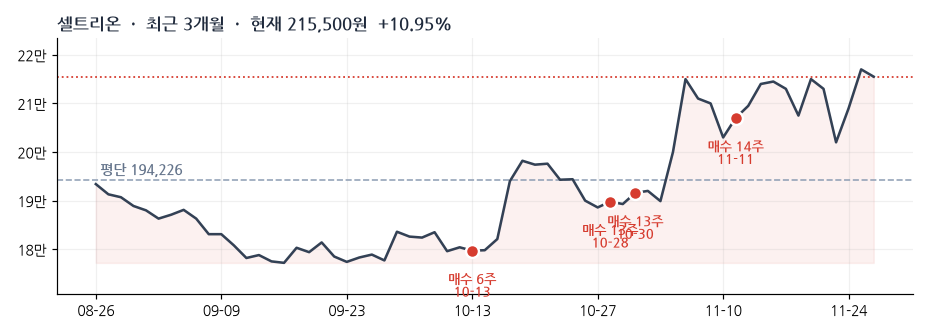 셀트리온 · 최근 3개월 · 현재 215,500원 +10.95%
22만
21만
20만
19만
18만
평단 194,226
매수 6주
10-13
매수
10-28
매수 13주
10-30
매수 14주
11-11
08-26
09-09
09-23
10-13
10-27
11-10
11-24